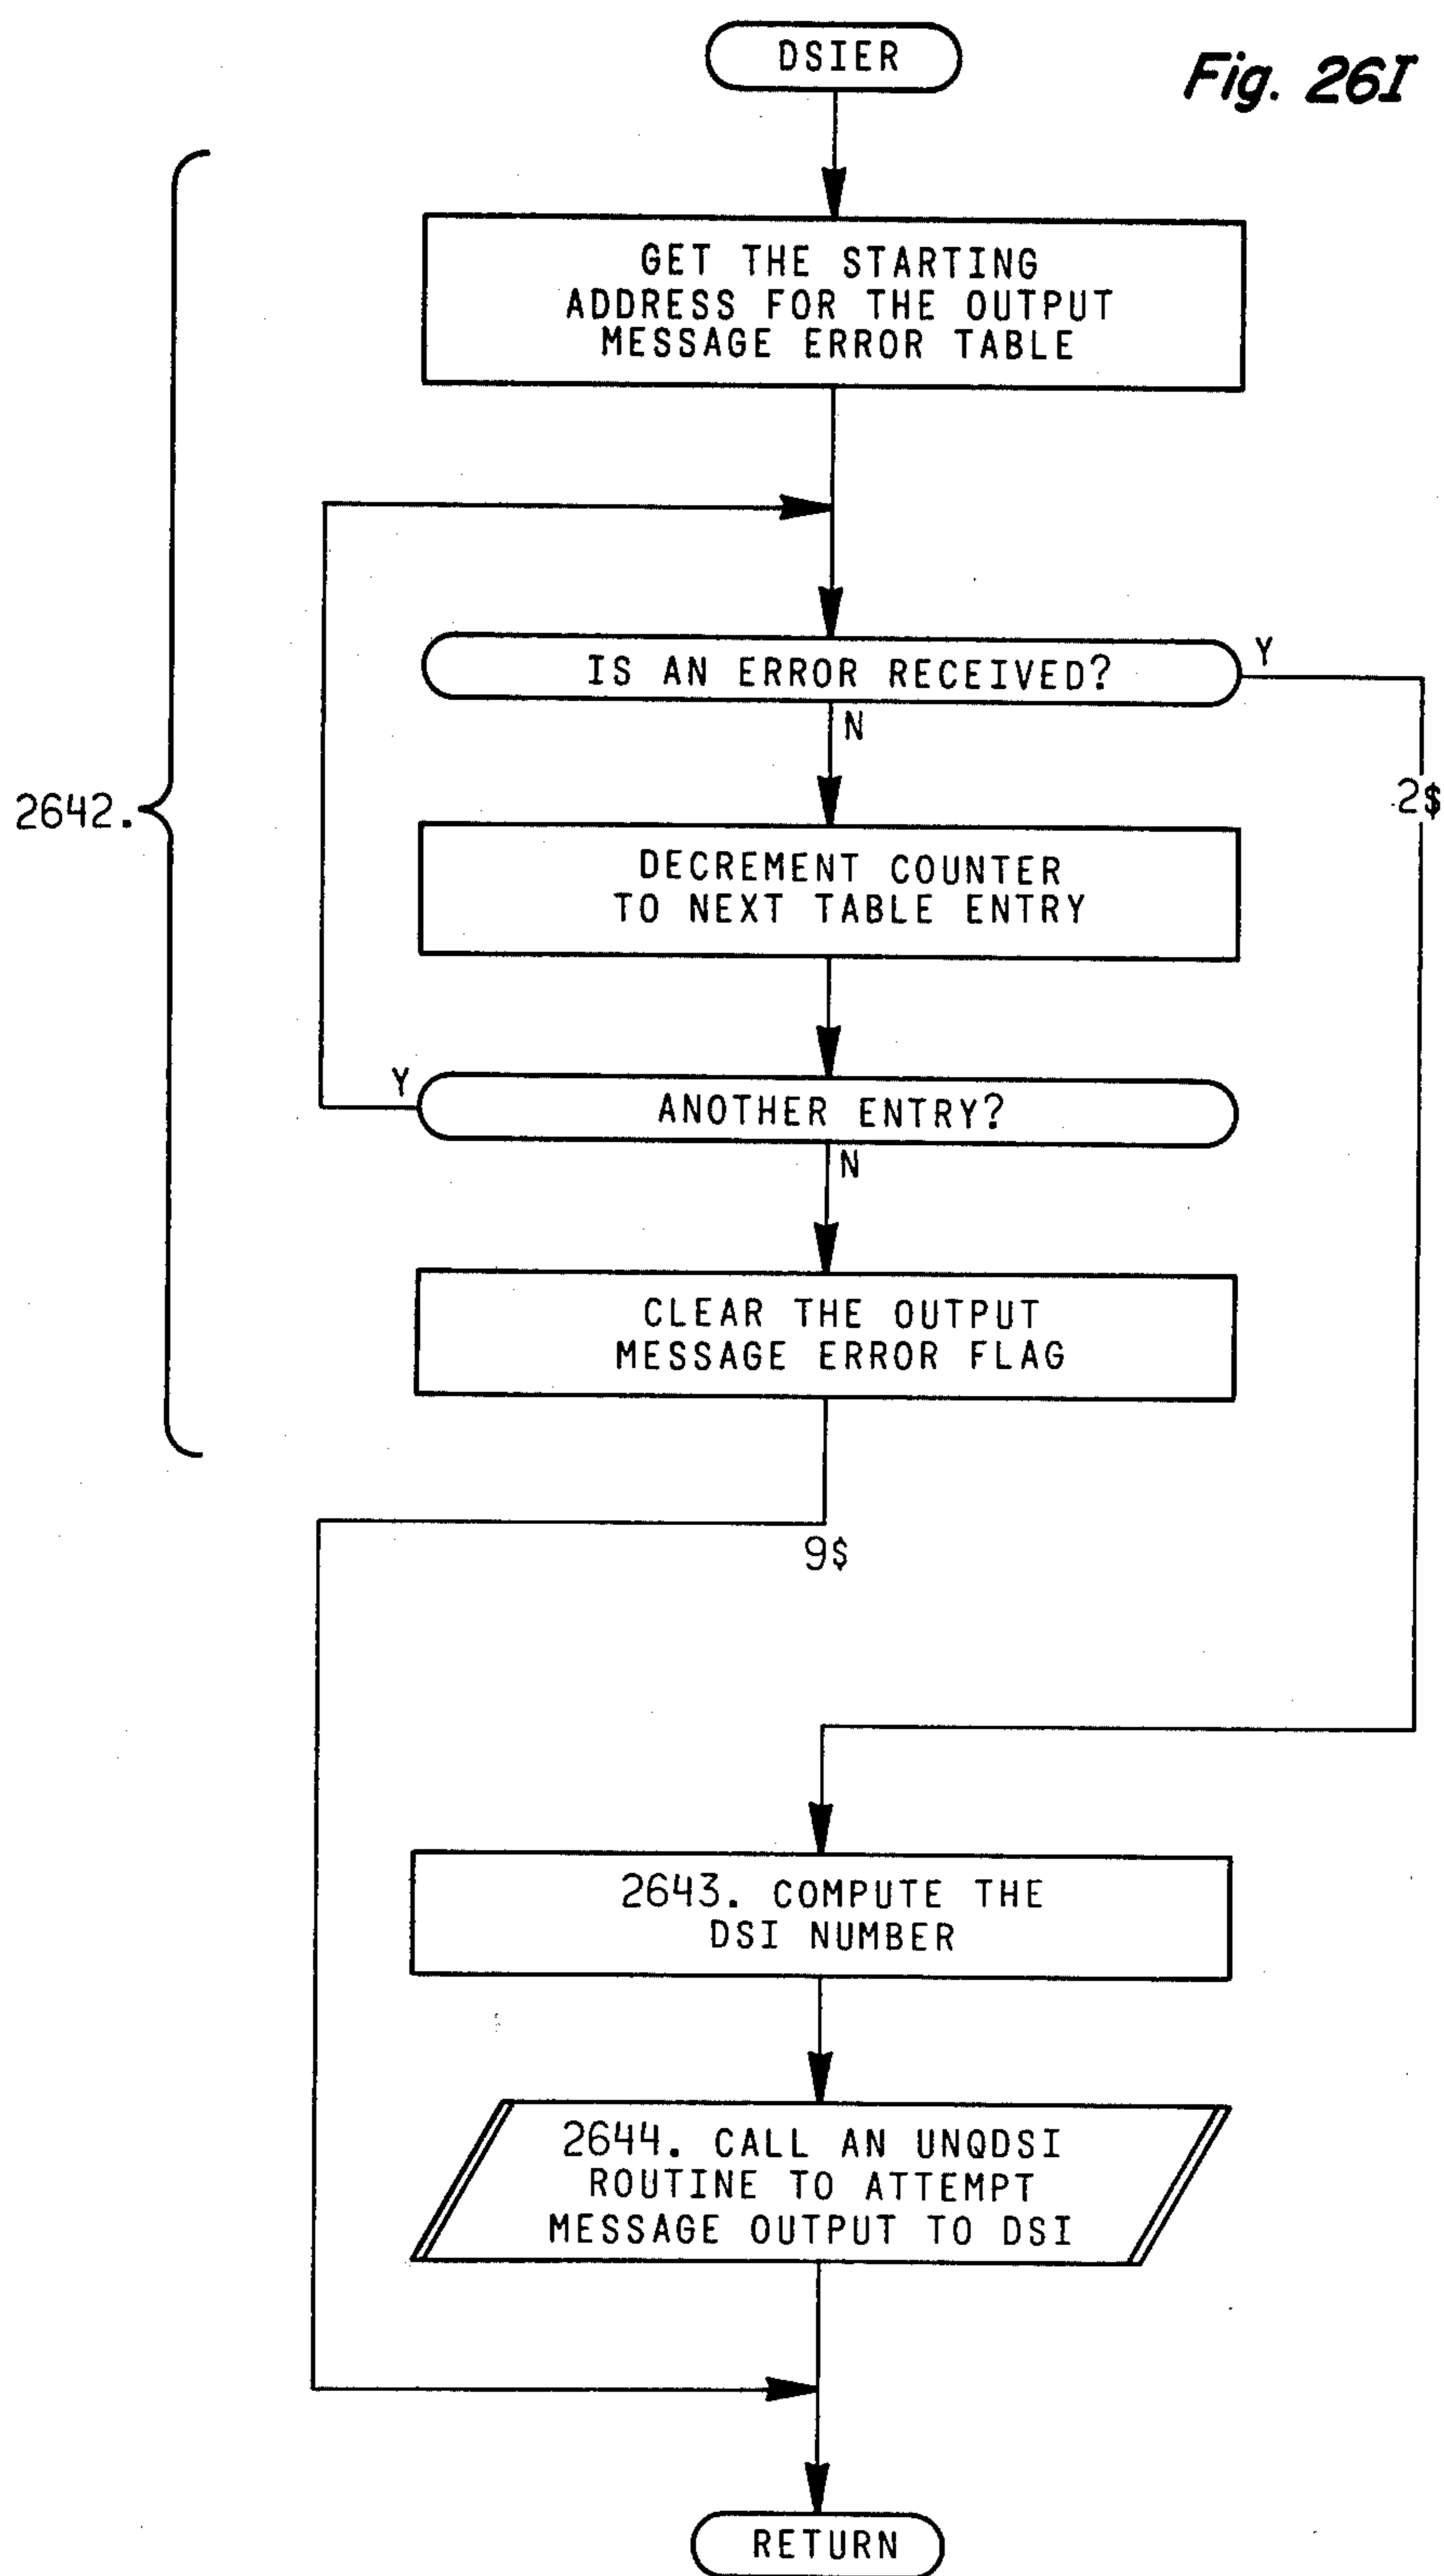 DSIER
Fig. 26I
GET THE STARTING
ADDRESS FOR THE OUTPUT
MESSAGE ERROR TABLE
IS AN ERROR RECEIVED?
Y
N
2$
2642.
DECREMENT COUNTER
TO NEXT TABLE ENTRY
Y
ANOTHER ENTRY?
N
CLEAR THE OUTPUT
MESSAGE ERROR FLAG
9$
2643. COMPUTE THE
DSI NUMBER
2644. CALL AN UNQDSI
ROUTINE TO ATTEMPT
MESSAGE OUTPUT TO DSI
RETURN